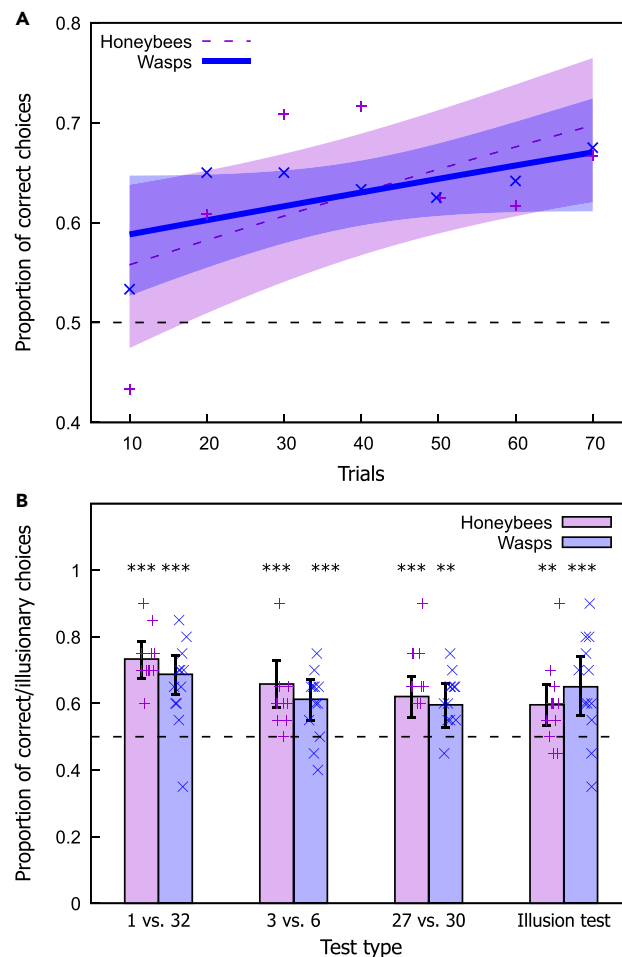 A
Proportion of correct choices
0.8
0.7
0.6
0.5
0.4
Honeybees
Wasps
10 20 30 40 50 60 70
Trials
B
Proportion of correct/illusionary choices
1
0.8
0.6
0.4
0.2
0
Honeybees
Wasps
*** *** *** *** *** ** ** ***
1 vs. 32 3 vs. 6 27 vs. 30 Illusion test
Test type